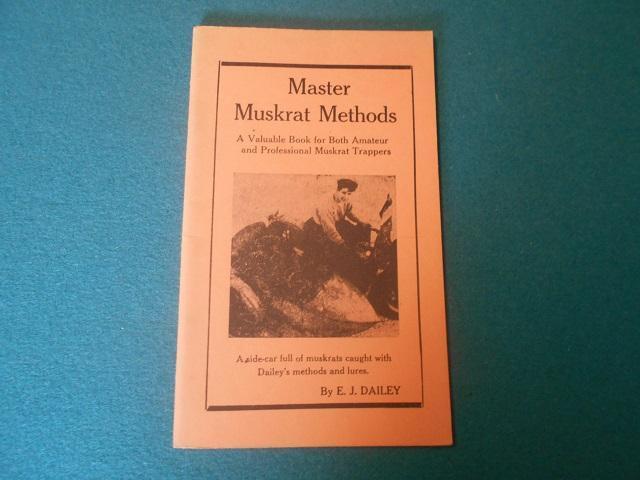 Master
Muskrat Methods
A Valuable Book for Both Amateur
and Professional Muskrat Trappers
A side-car full of muskrats caught with
Dailey's methods and lures.
By E. J. DAILEY